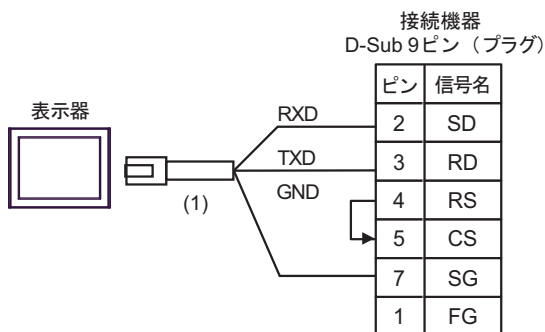 接続機器
D-Sub 9ピン（プラグ）
表示器
(1)
RXD
TXD
GND
ピン 信号名
2 SD
3 RD
4 RS
5 CS
7 SG
1 FG